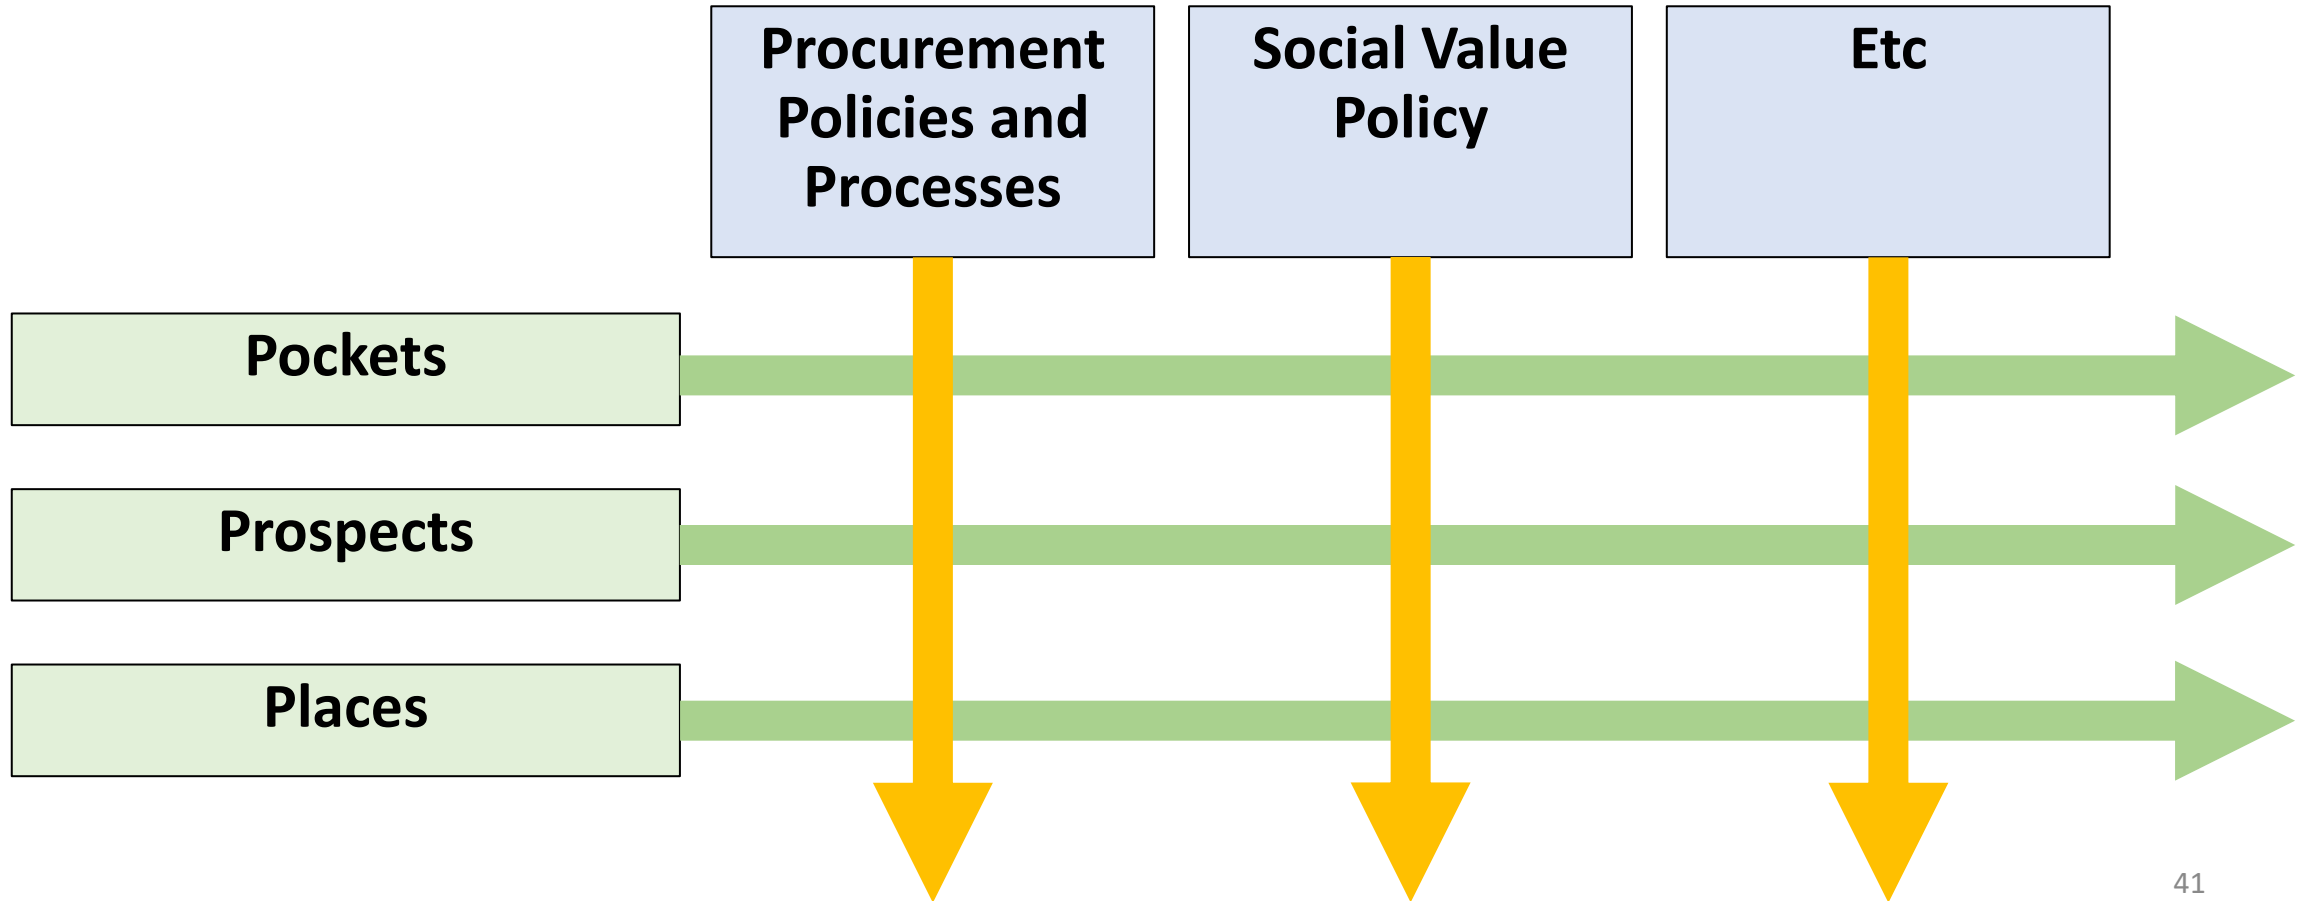 Procurement
Policies and
Processes
Social Value
Policy
Etc
Pockets
Prospects
Places
41